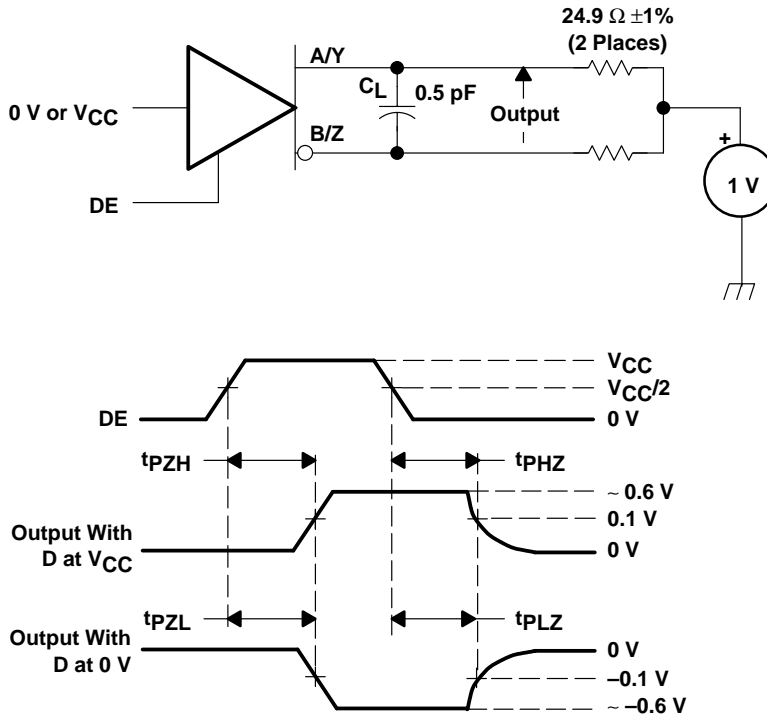 24.9 Ω ±1%
(2 Places)
A/Y
CL
0.5 pF
Output
0 V or VCC
B/Z
DE
+
1 V
VCC
VCC/2
DE
0 V
tPZH
tPHZ
~ 0.6 V
0.1 V
Output With
D at VCC
0 V
tPZL
tPLZ
Output With
D at 0 V
0 V
–0.1 V
~ –0.6 V